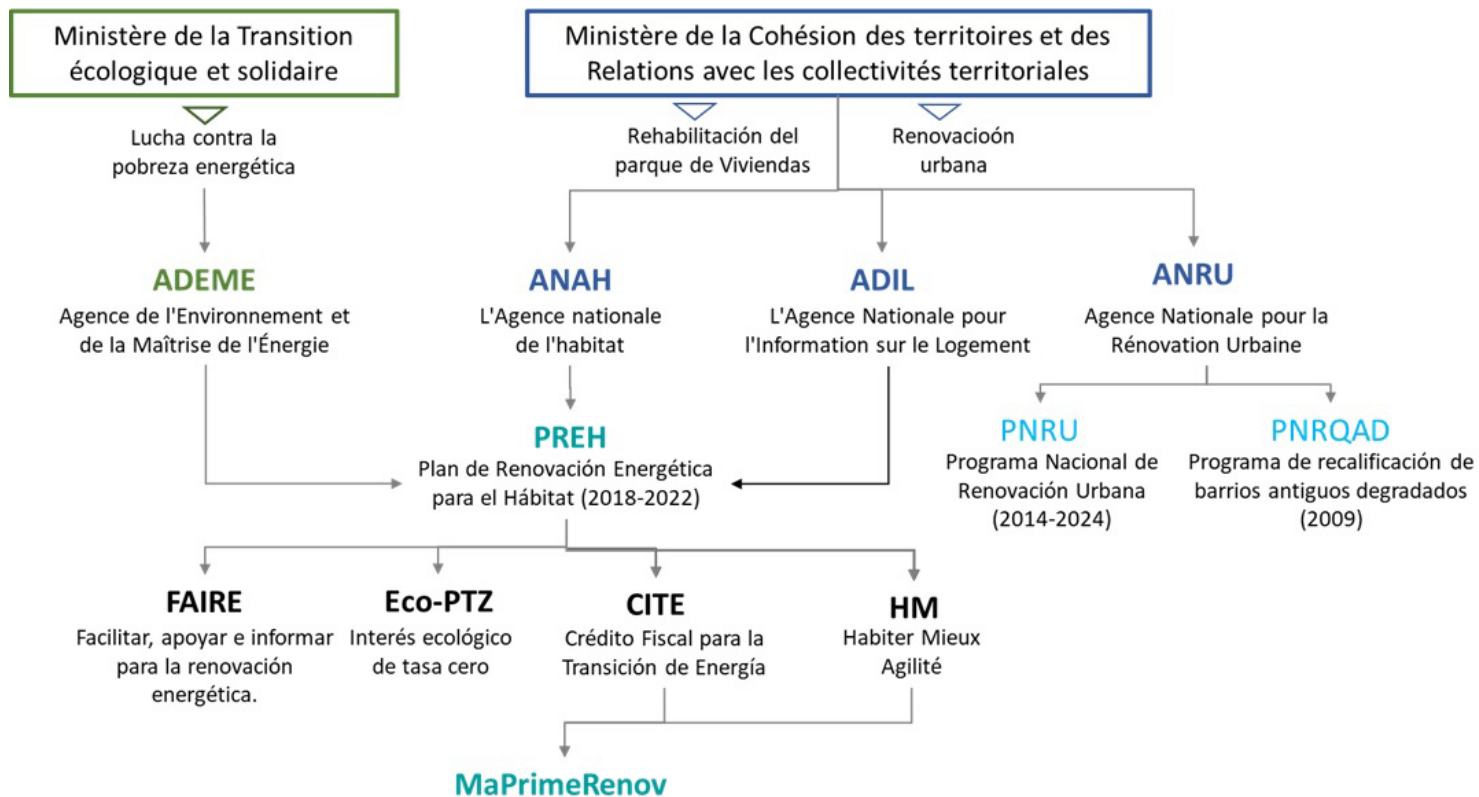 Ministère de la Transition
écologique et solidaire
Ministère de la Cohésion des territoires et des
Relations avec les collectivités territoriales
Lucha contra la
pobreza energética
Rehabilitación del
parque de Viviendas
Renovacioón
urbana
ADEME
Agence de l'Environnement et
de la Maîtrise de l'Énergie
ANAH
L'Agence nationale
de l'habitat
ADIL
L'Agence Nationale pour
l'Information sur le Logement
ANRU
Agence Nationale pour la
Rénovation Urbaine
PREH
Plan de Renovación Energética
para el Hábitat (2018-2022)
PNRU
Programa Nacional de
Renovación Urbana
(2014-2024)
PNRQAD
Programa de recalificación de
barrios antiguos degradados
(2009)
FAIRE
Facilitar, apoyar e informar
para la renovación
energética.
Eco-PTZ
Interés ecológico
de tasa cero
CITE
Crédito Fiscal para la
Transición de Energía
HM
Habiter Mieux
Agilité
MaPrimeRenov